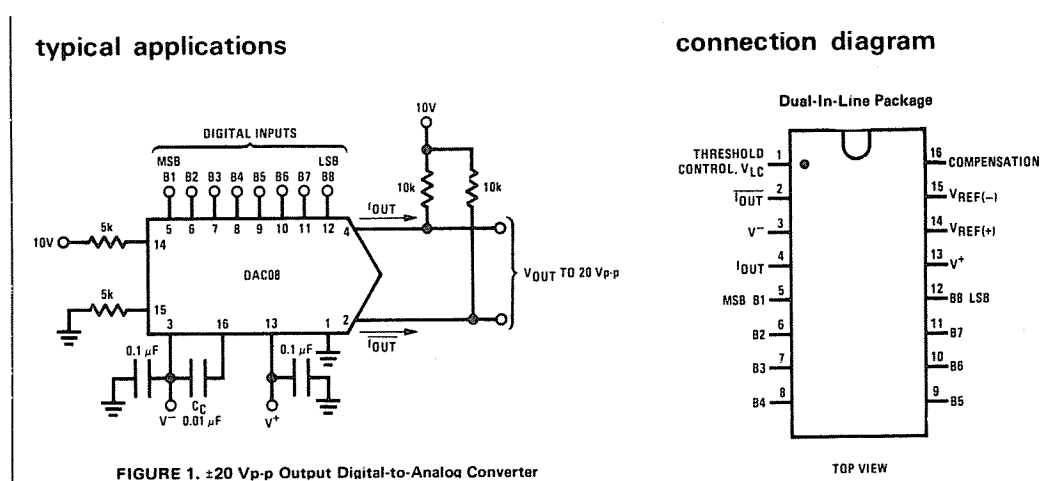 typical applications
10V
DIGITAL INPUTS
MSB LSB
B1 B2 B3 B4 B5 B6 B7 B8
10k 10k
IOUT
5 6 7 8 9 10 11 12 4
5k
10V
14
DAC08
VOUT TO 20 Vp-p
5k
15
3 16 13 1 2
IOUT
0.1 µF 0.1 µF
CC
V− 0.01 µF V+
FIGURE 1. ±20 Vp-p Output Digital-to-Analog Converter
connection diagram
Dual-In-Line Package
THRESHOLD 1
CONTROL, VLC
16 COMPENSATION
IOUT 2
15 VREF(−)
V− 3
14 VREF(+)
IOUT 4
13 V+
MSB B1 5
12 B8 LSB
B2 6
11 B7
B3 7
10 B6
B4 8
9 B5
TOP VIEW